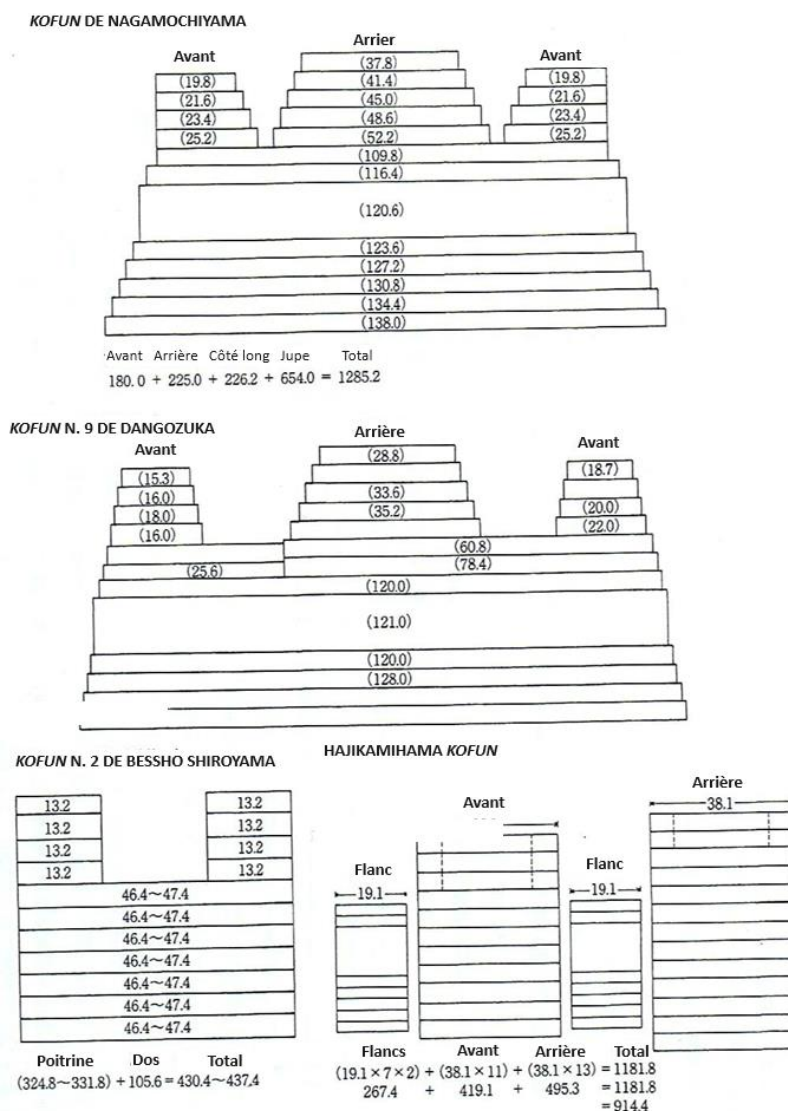 KOFUN DE NAGAMOCHIYAMA
Avant Arrier Avant
(37.8)
(19.8) (41.4) (19.8)
(21.6) (45.0) (21.6)
(23.4) (48.6) (23.4)
(25.2) (52.2) (25.2)
(109.8)
(116.4)
(120.6)
(123.6)
(127.2)
(130.8)
(134.4)
(138.0)
Avant Arrière Côté long Jupe Total
180.0 + 225.0 + 226.2 + 654.0 = 1285.2
KOFUN N. 9 DE DANGOZUKA
Avant Arrière Avant
(28.8)
(15.3) (18.7)
(16.0) (33.6)
(18.0) (35.2) (20.0)
(16.0) (22.0)
(60.8)
(25.6) (78.4)
(120.0)
(121.0)
(120.0)
(128.0)
KOFUN N. 2 DE BESSHO SHIROYAMA
13.2 13.2
13.2 13.2
13.2 13.2
13.2 13.2
46.4~47.4
46.4~47.4
46.4~47.4
46.4~47.4
46.4~47.4
46.4~47.4
46.4~47.4
Poitrine Dos Total
(324.8~331.8) + 105.6 = 430.4~437.4
HAJIKAMIHAMA KOFUN
Arrière
38.1
Avant
Flanc Flanc
19.1 19.1
Flancs Avant Arrière Total
(19.1×7×2) + (38.1×11) + (38.1×13) = 1181.8
267.4 + 419.1 + 495.3 = 1181.8
= 914.4